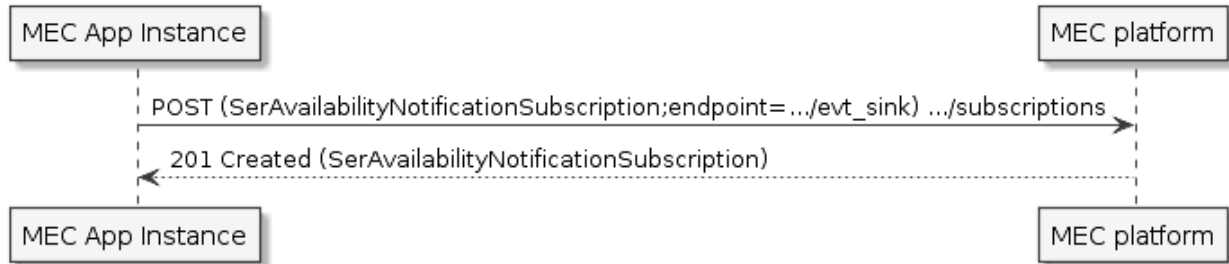 MEC App Instance
MEC platform
POST (SerAvailabilityNotificationSubscription;endpoint=.../evt_sink) .../subscriptions
201 Created (SerAvailabilityNotificationSubscription)
MEC App Instance
MEC platform